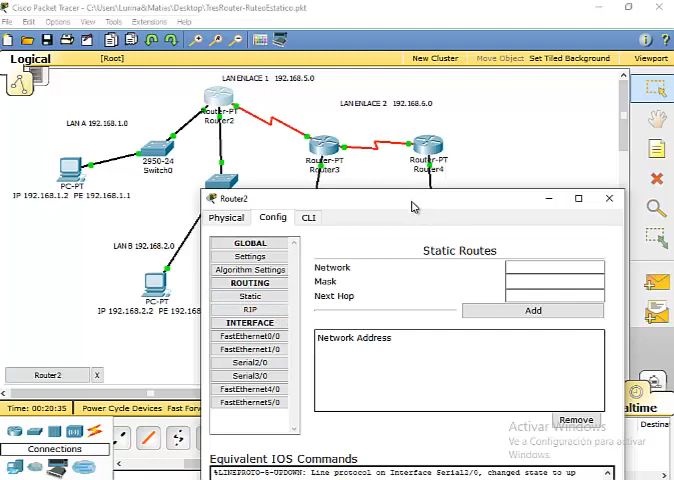 Cisco Packet Tracer - C:\Users\Lurina&Matias\Desktop\TresRouter-RuteoEstatico.pkt
File Edit Options View Tools Extensions Help
Logical [Root] New Cluster Move Object Set Tiled Background Viewport
LAN ENLACE 1 192.168.5.0
LAN ENLACE 2 192.168.6.0
Router-PT
Router2
LAN A 192.168.1.0
2950-24
Switch0
Router-PT
Router3
Router-PT
Router4
PC-PT
IP 192.168.1.2 PE 192.168.1.1
LAN B 192.168.2.0
PC-PT
IP 192.168.2.2 PE 192.168.
Router2
Physical Config CLI
GLOBAL
Settings
Algorithm Settings
ROUTING
Static
RIP
INTERFACE
FastEthernet0/0
FastEthernet1/0
Serial2/0
Serial3/0
FastEthernet4/0
FastEthernet5/0
Static Routes
Network
Mask
Next Hop
Add
Network Address
Remove
Equivalent IOS Commands
%LINEPROTO-5-UPDOWN: Line protocol on Interface Serial3/0, changed state to up
Router2 X
Time: 00:20:35 Power Cycle Devices Fast Forw
Connections
altime
Destina
Activar Windows
Ve a Configuración para activar
Windows.